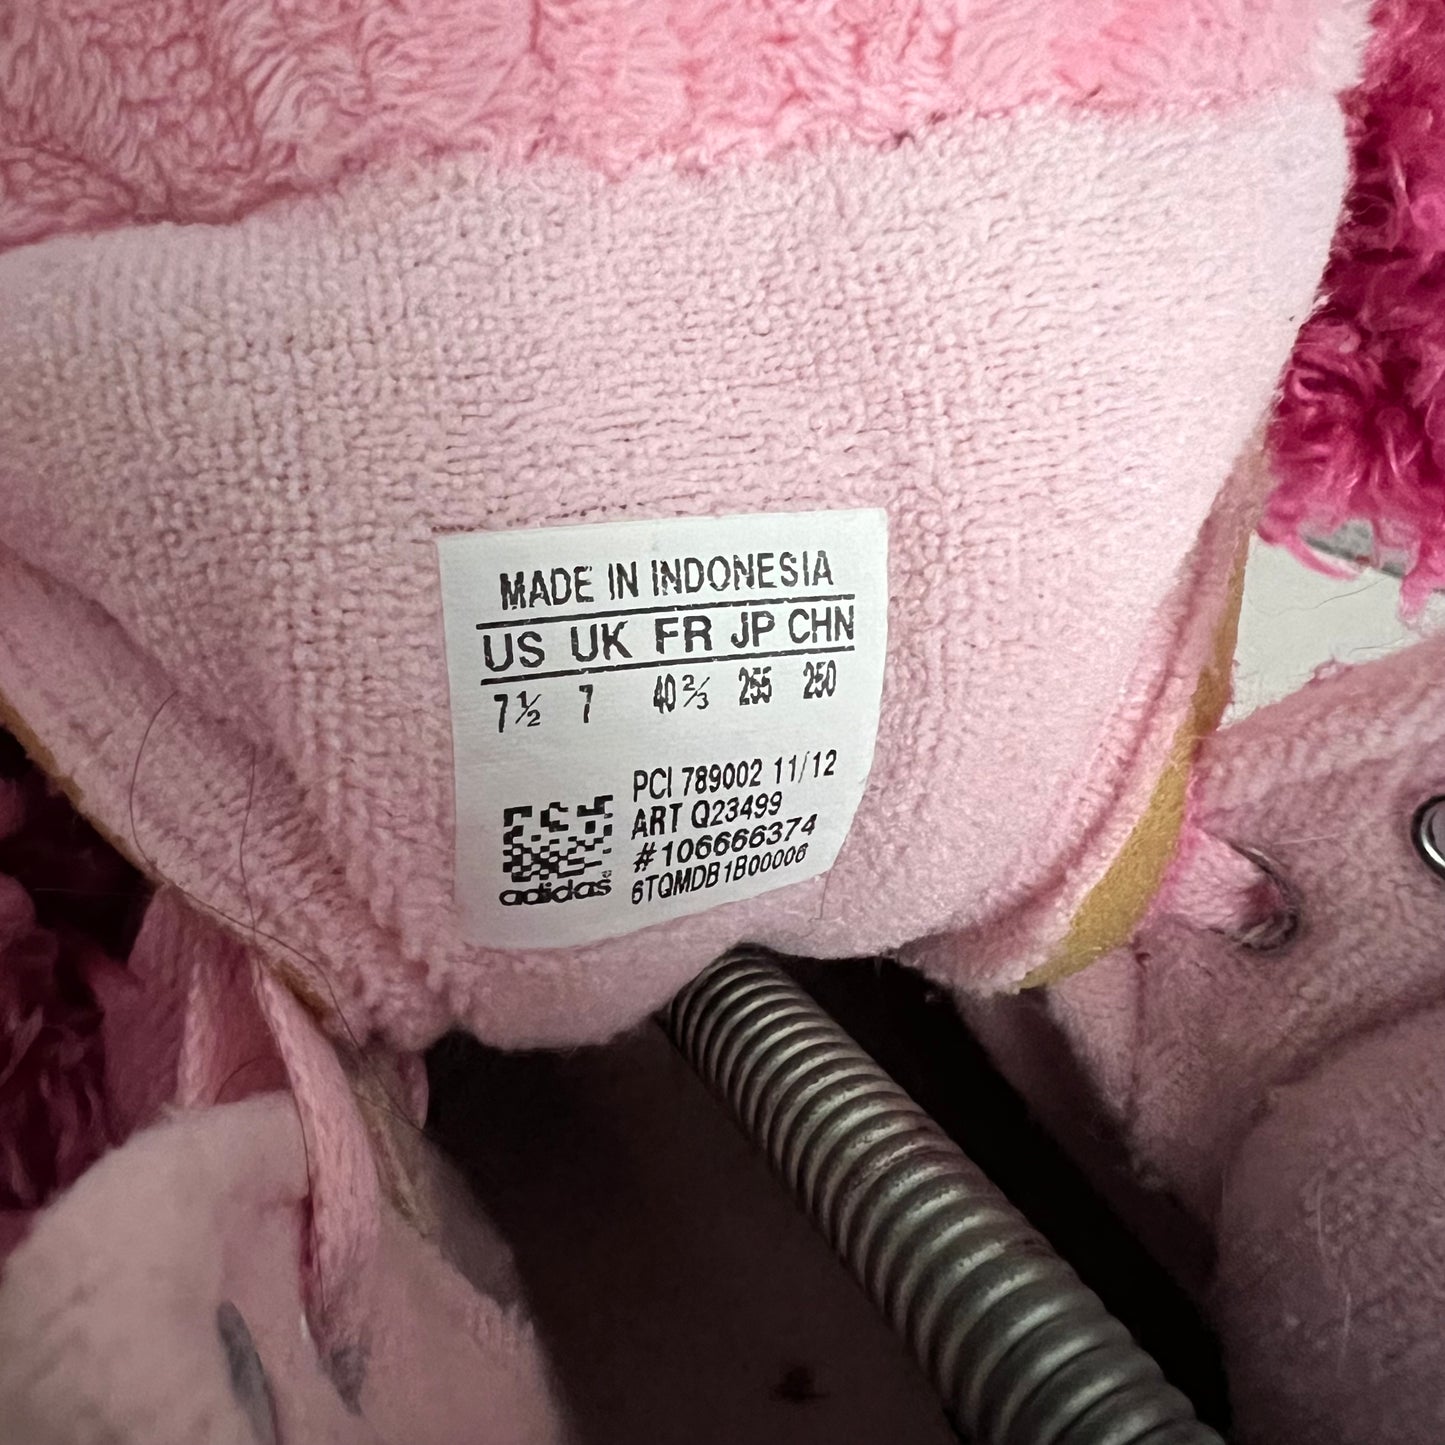 MADE IN INDONESIA
US UK FR JP CHN
7½ 7 40⅔ 255 250
PCI 789002 11/12
ART Q23499
#106666374
6TQMDB1B00006
adidas